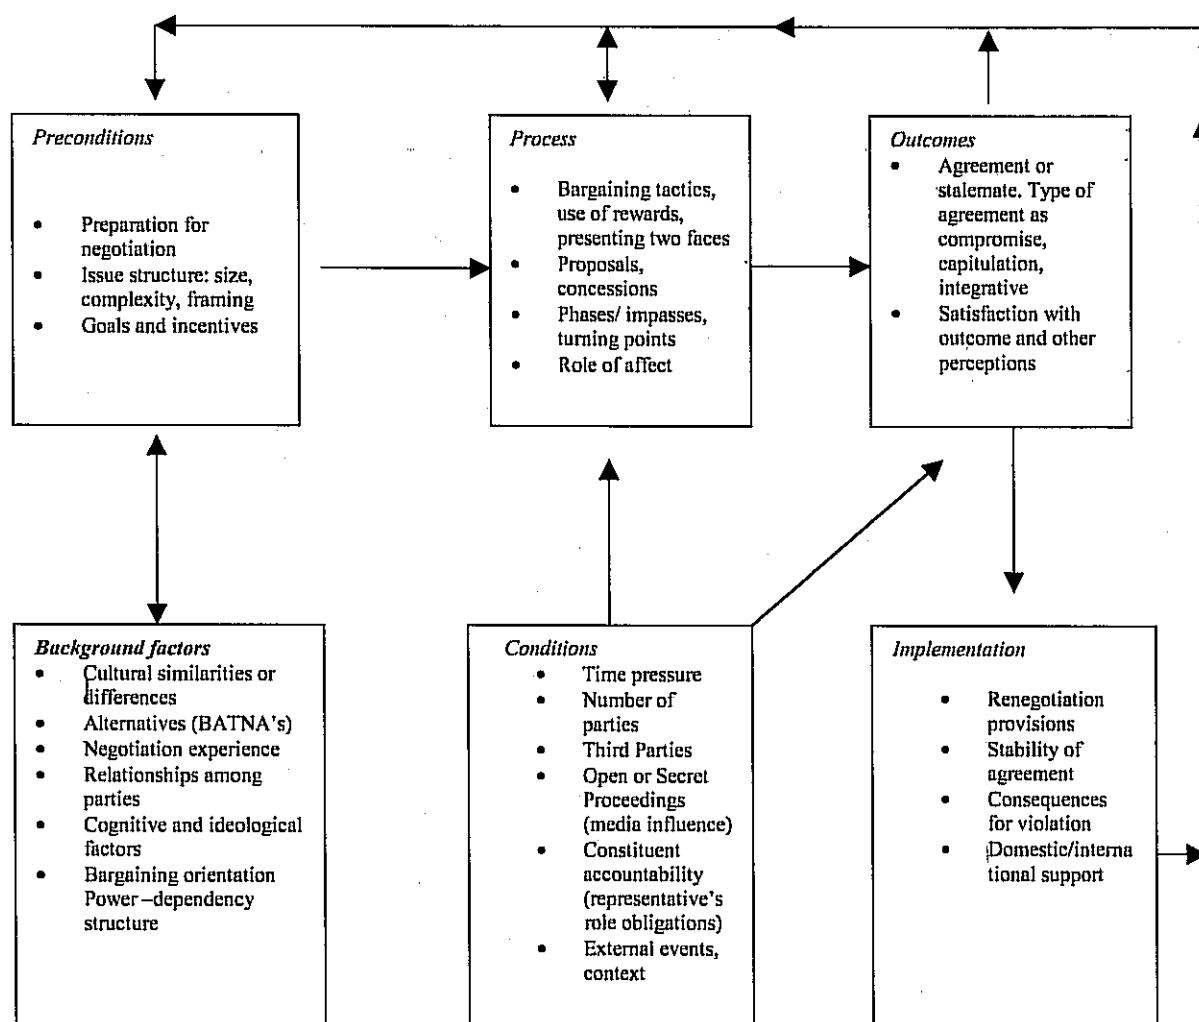 Preconditions
• Preparation for
negotiation
• Issue structure: size,
complexity, framing
• Goals and incentives
Process
• Bargaining tactics,
use of rewards,
presenting two faces
• Proposals,
concessions
• Phases/ impasses,
turning points
• Role of affect
Outcomes
• Agreement or
stalemate. Type of
agreement as
compromise,
capitulation,
integrative
• Satisfaction with
outcome and other
perceptions
Background factors
• Cultural similarities or
differences
• Alternatives (BATNA's)
• Negotiation experience
• Relationships among
parties
• Cognitive and ideological
factors
• Bargaining orientation
Power–dependency
structure
Conditions
• Time pressure
• Number of
parties
• Third Parties
• Open or Secret
Proceedings
(media influence)
• Constituent
accountability
(representative's
role obligations)
• External events,
context
Implementation
• Renegotiation
provisions
• Stability of
agreement
• Consequences
for violation
• Domestic/interna
tional support